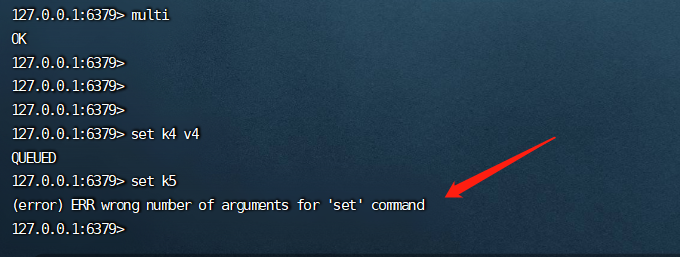 127.0.0.1:6379> multi
OK
127.0.0.1:6379>
127.0.0.1:6379>
127.0.0.1:6379>
127.0.0.1:6379> set k4 v4
QUEUED
127.0.0.1:6379> set k5
(error) ERR wrong number of arguments for 'set' command
127.0.0.1:6379>